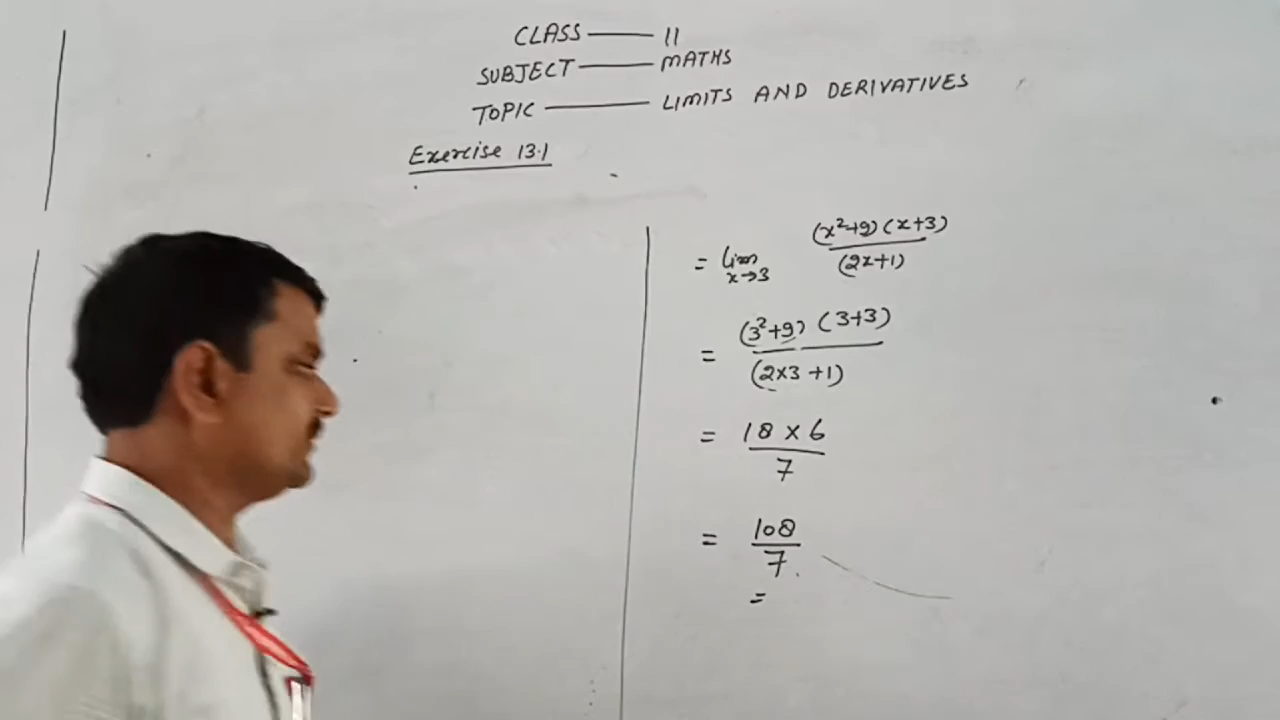 CLASS — 11
SUBJECT — MATHS
TOPIC — LIMITS AND DERIVATIVES
Exercise 13.1
= lim x→3 (x²+9)(x+3) / (2x+1)
= (3²+9) (3+3) / (2×3+1)
= 18 × 6 / 7
= 108 / 7.
=